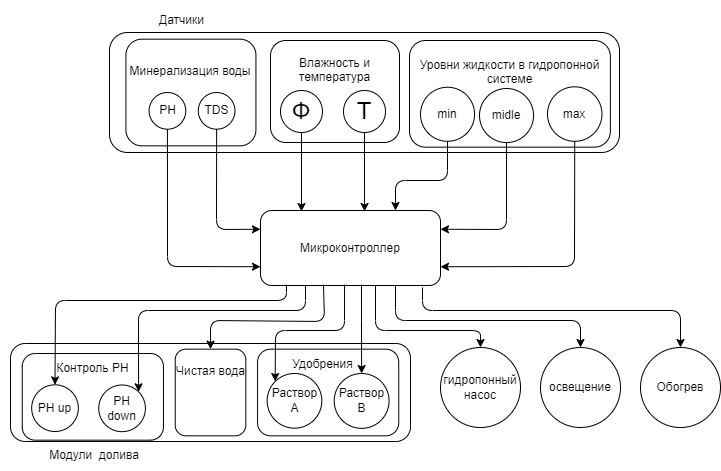 Датчики
Минерализация воды
PH
TDS
Влажность и
температура
Ф
Т
Уровни жидкости в гидропонной
системе
min
midle
max
Микроконтроллер
Контроль PH
PH up
PH
down
Чистая вода
Удобрения
Раствор
А
Раствор
В
гидропонный
насос
освещение
Обогрев
Модули долива